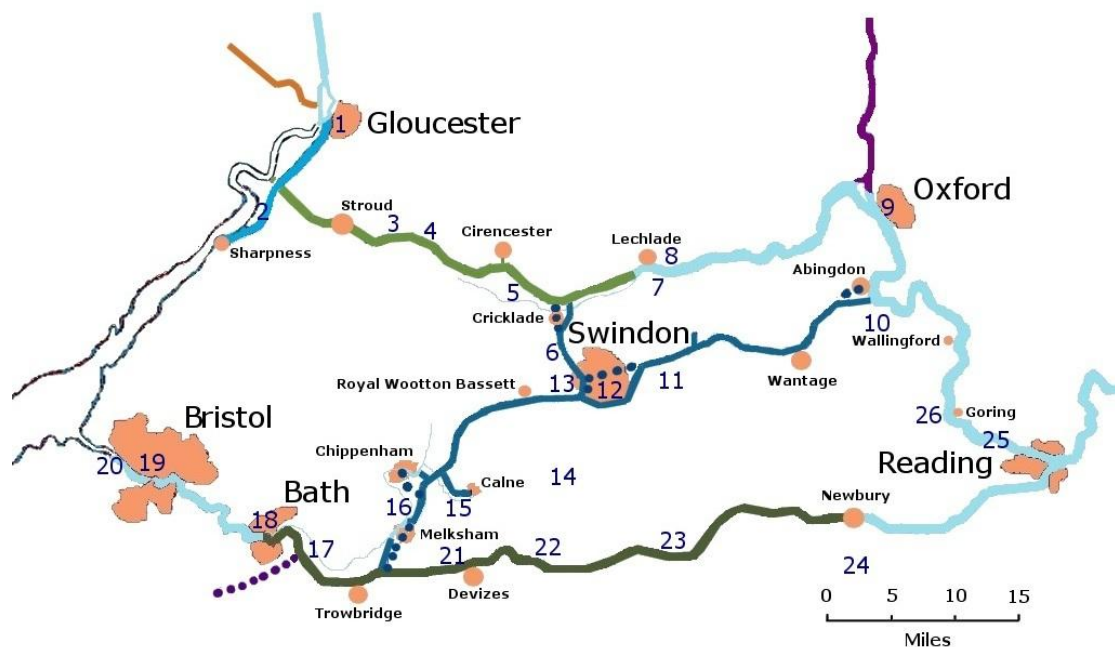 1
Gloucester
Stroud
3
4
Cirencester
Lechlade
8
9
Oxford
2
Sharpness
5
7
Abingdon
10
Cricklade
Swindon
6
Wallingford
Royal Wootton Bassett
13
12
11
Wantage
Bristol
20
19
Chippenham
26
Goring
25
Reading
Bath
18
16
15
Calne
14
Newbury
Melksham
17
21
22
23
24
Trowbridge
Devizes
0
5
10
15
Miles